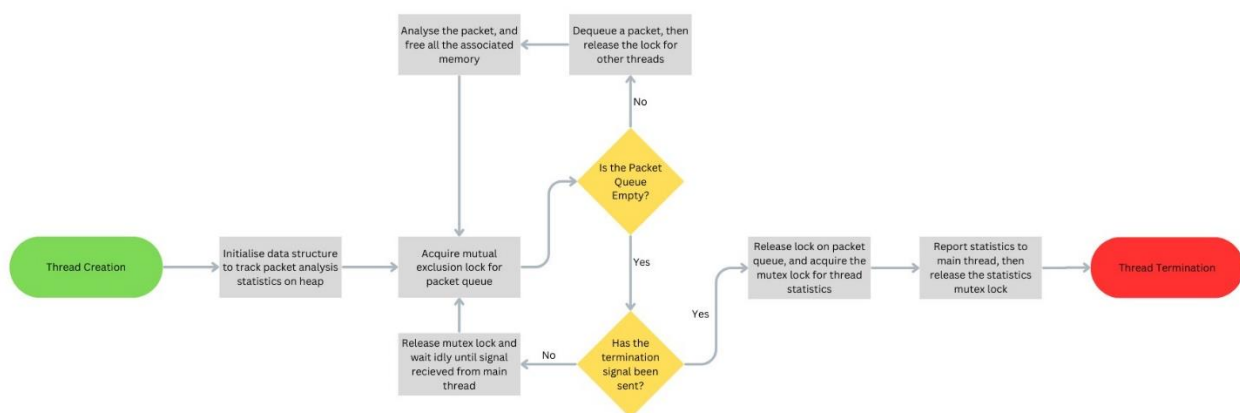 Analyse the packet, and
free all the associated
memory
Dequeue a packet, then
release the lock for
other threads
No
Is the Packet
Queue
Empty?
Thread Creation
Initialise data structure
to track packet analysis
statistics on heap
Acquire mutual
exclusion lock for
packet queue
Yes
Release lock on packet
queue, and acquire the
mutex lock for thread
statistics
Report statistics to
main thread, then
release the statistics
mutex lock
Thread Termination
Yes
Release mutex lock and
wait idly until signal
recieved from main
thread
No
Has the
termination
signal been
sent?